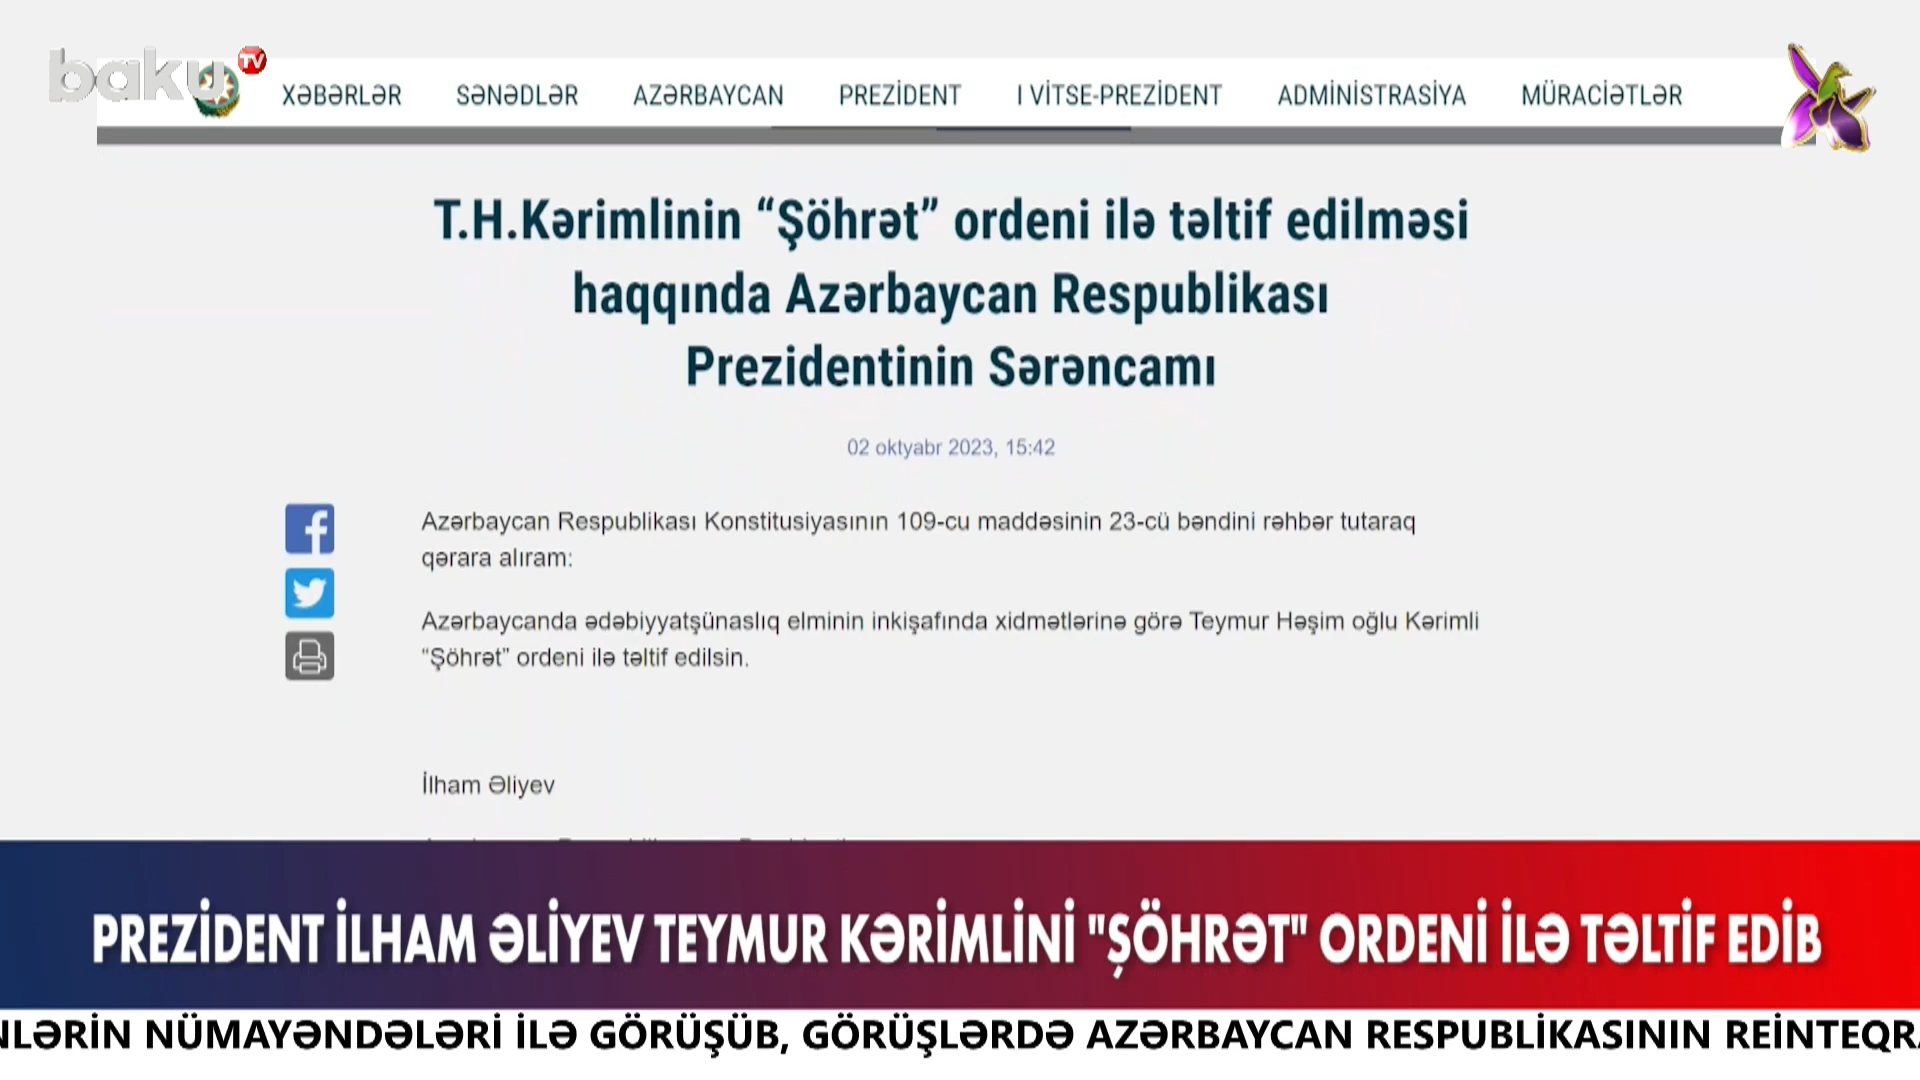 baku TV
XƏBƏRLƏR SƏNƏDLƏR AZƏRBAYCAN PREZİDENT I VİTSE-PREZİDENT ADMİNİSTRASİYA MÜRACİƏTLƏR
T.H.Kərimlinin “Şöhrət” ordeni ilə təltif edilməsi
haqqında Azərbaycan Respublikası
Prezidentinin Sərəncamı
02 oktyabr 2023, 15:42
Azərbaycan Respublikası Konstitusiyasının 109-cu maddəsinin 23-cü bəndini rəhbər tutaraq
qərara alıram:
Azərbaycanda ədəbiyyatşünaslıq elminin inkişafında xidmətlərinə görə Teymur Həşim oğlu Kərimli
“Şöhrət” ordeni ilə təltif edilsin.
İlham Əliyev
PREZİDENT İLHAM ƏLİYEV TEYMUR KƏRİMLİNİ "ŞÖHRƏT" ORDENİ İLƏ TƏLTİF EDİB
NLƏRİN NÜMAYƏNDƏLƏRİ İLƏ GÖRÜŞÜB, GÖRÜŞLƏRDƏ AZƏRBAYCAN RESPUBLİKASININ REİNTEQRA